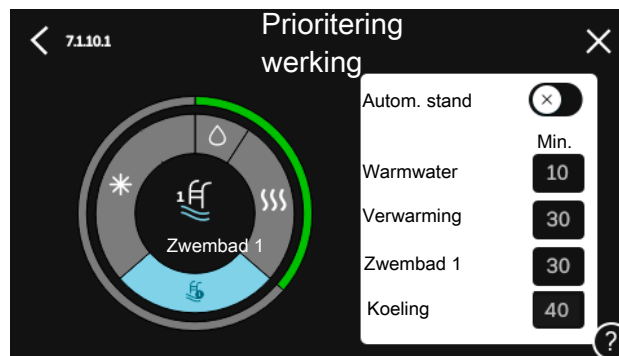 7.1.10.1
Prioritering
werking
Autom. stand
Min.
Warmwater 10
Verwarming 30
Zwembad 1 30
Koeling 40
1
Zwembad 1
?